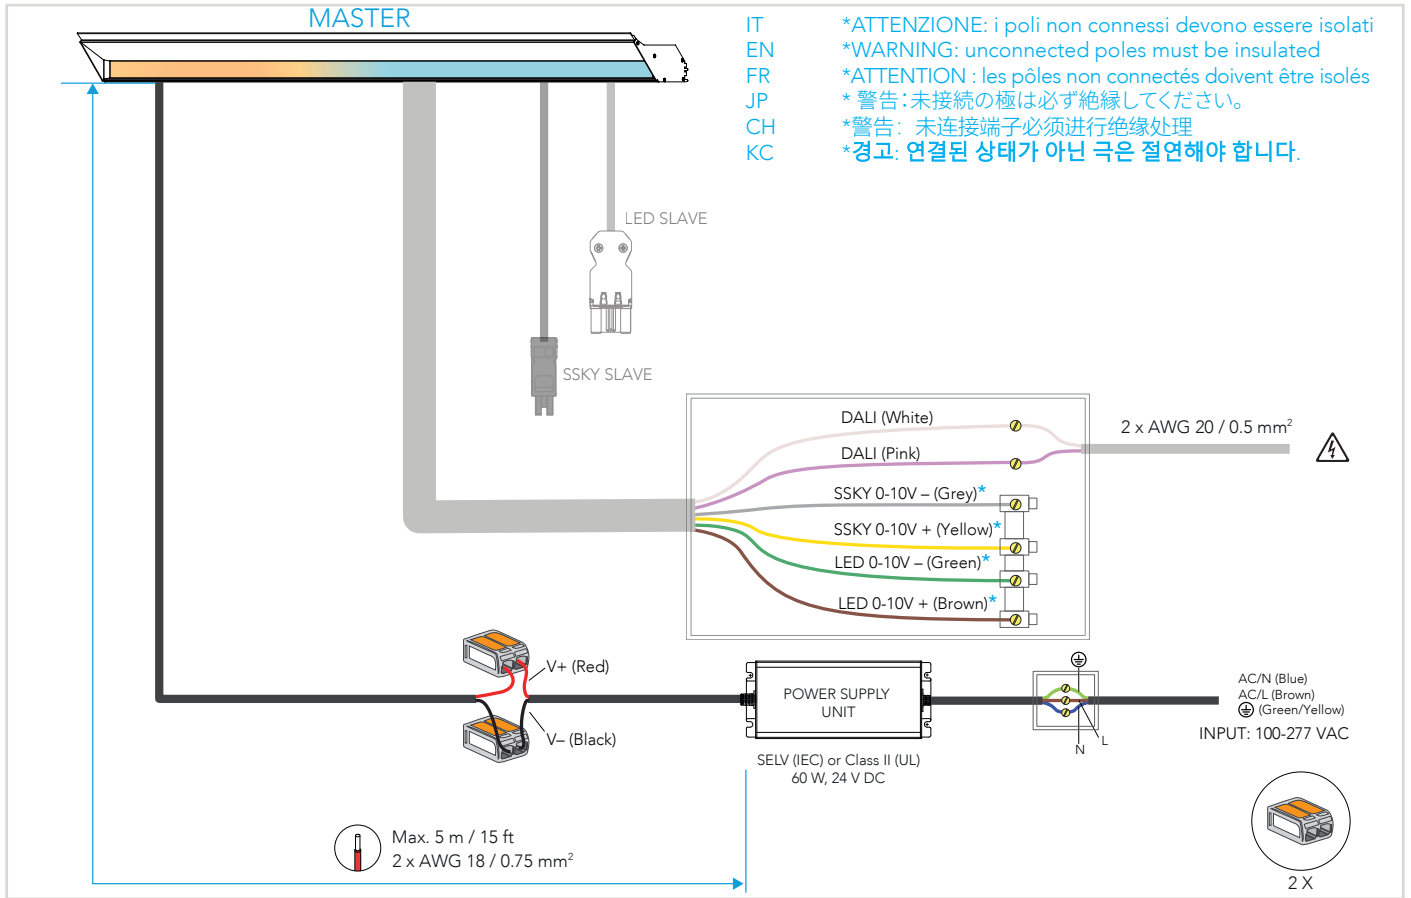 MASTER
IT *ATTENZIONE: i poli non connessi devono essere isolati
EN *WARNING: unconnected poles must be insulated
FR *ATTENTION : les pôles non connectés doivent être isolés
JP * 警告：未接続の極は必ず絶縁してください。
CH *警告： 未连接端子必须进行绝缘处理
KC *경고: 연결된 상태가 아닌 극은 절연해야 합니다.
LED SLAVE
SSKY SLAVE
DALI (White)
2 x AWG 20 / 0.5 mm²
DALI (Pink)
SSKY 0-10V – (Grey)*
SSKY 0-10V + (Yellow)*
LED 0-10V – (Green)*
LED 0-10V + (Brown)*
V+ (Red)
V– (Black)
POWER SUPPLY
UNIT
SELV (IEC) or Class II (UL)
60 W, 24 V DC
N
L
AC/N (Blue)
AC/L (Brown)
(Green/Yellow)
INPUT: 100-277 VAC
Max. 5 m / 15 ft
2 x AWG 18 / 0.75 mm²
2 X